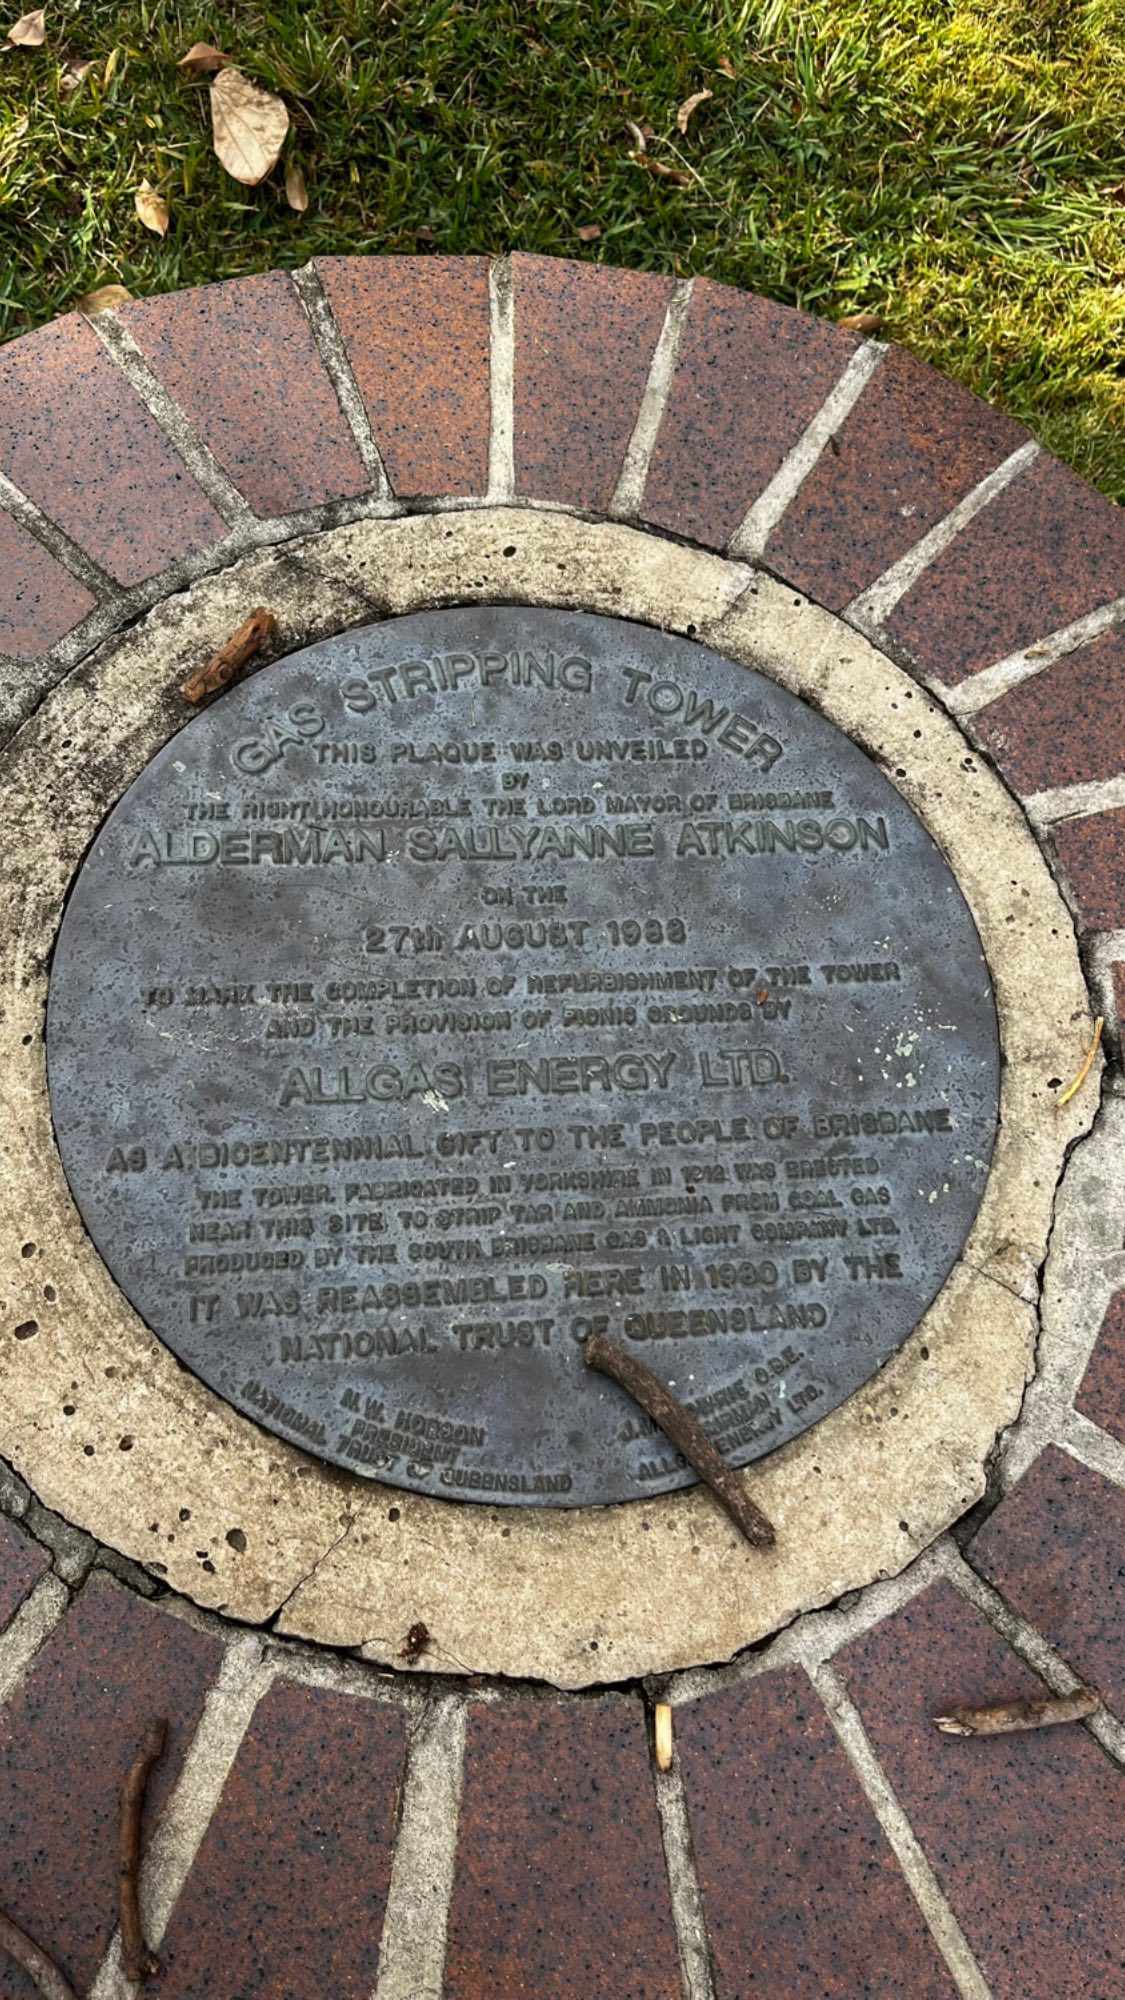 GAS STRIPPING TOWER
THIS PLAQUE WAS UNVEILED
BY
THE RIGHT HONOURABLE THE LORD MAYOR OF BRISBANE
ALDERMAN SALLYANNE ATKINSON
ON THE
27th AUGUST 1988
TO MARK THE COMPLETION OF REFURBISHMENT OF THE TOWER
AND THE PROVISION OF PICNIC GROUNDS BY
ALLGAS ENERGY LTD.
AS A BICENTENNIAL GIFT TO THE PEOPLE OF BRISBANE
THE TOWER, FABRICATED IN YORKSHIRE IN 1912 WAS ERECTED
NEAR THIS SITE TO STRIP TAR AND AMMONIA FROM COAL GAS
PRODUCED BY THE SOUTH BRISBANE GAS & LIGHT COMPANY LTD.
IT WAS REASSEMBLED HERE IN 1980 BY THE
NATIONAL TRUST OF QUEENSLAND
N. W. HOBSON
PRESIDENT
NATIONAL TRUST OF QUEENSLAND
O.B.E.
CHAIRMAN
ALLGAS ENERGY LTD.